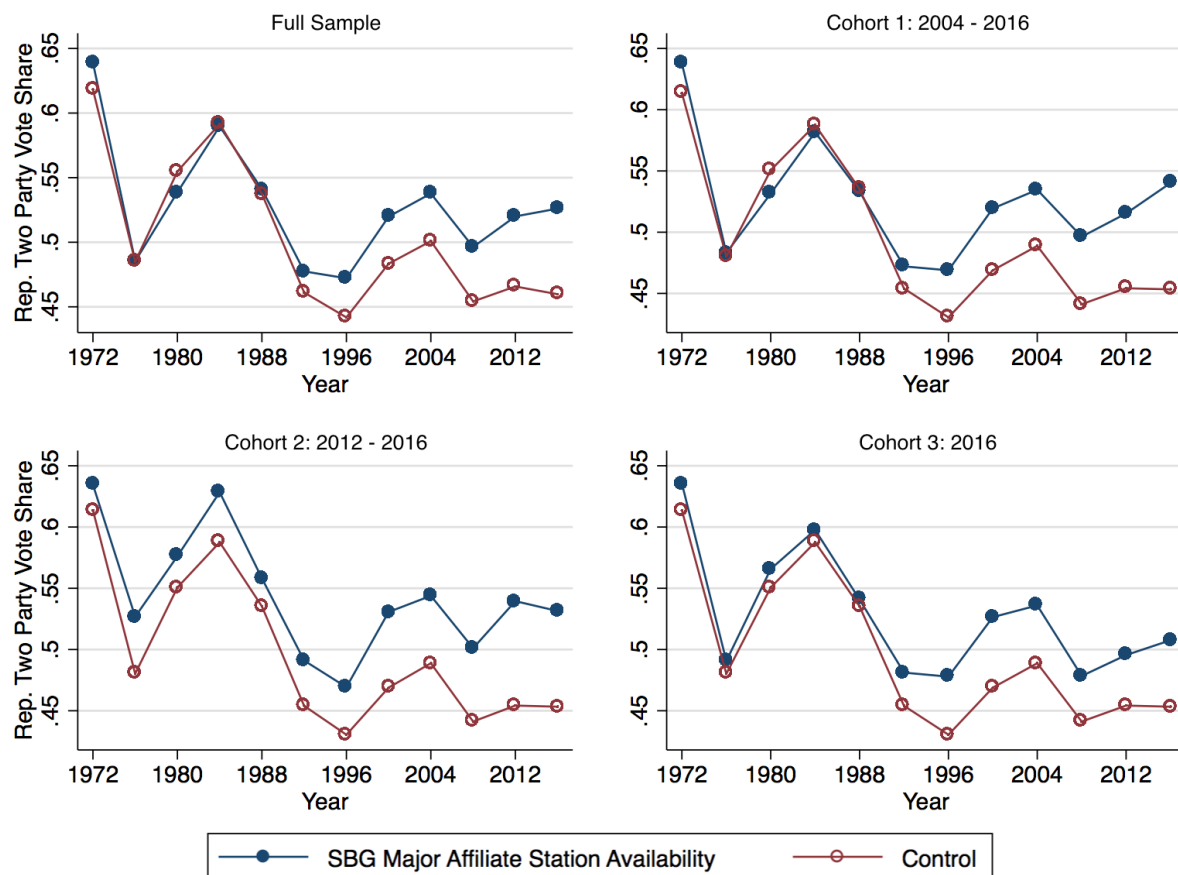 Full Sample
Rep. Two Party Vote Share
.65
.6
.55
.5
.45
1972 1980 1988 1996 2004 2012
Year
Cohort 1: 2004 - 2016
.65
.6
.55
.5
.45
1972 1980 1988 1996 2004 2012
Year
Cohort 2: 2012 - 2016
Rep. Two Party Vote Share
.65
.6
.55
.5
.45
1972 1980 1988 1996 2004 2012
Year
Cohort 3: 2016
.65
.6
.55
.5
.45
1972 1980 1988 1996 2004 2012
Year
SBG Major Affiliate Station Availability Control